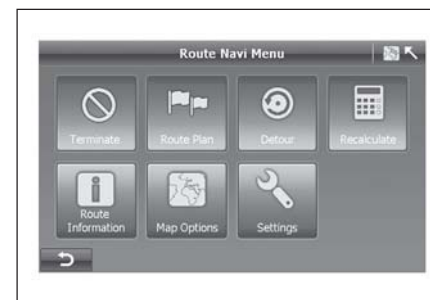 Route Navi Menu
Terminate
Route Plan
Detour
Recalculate
Route
Information
Map Options
Settings